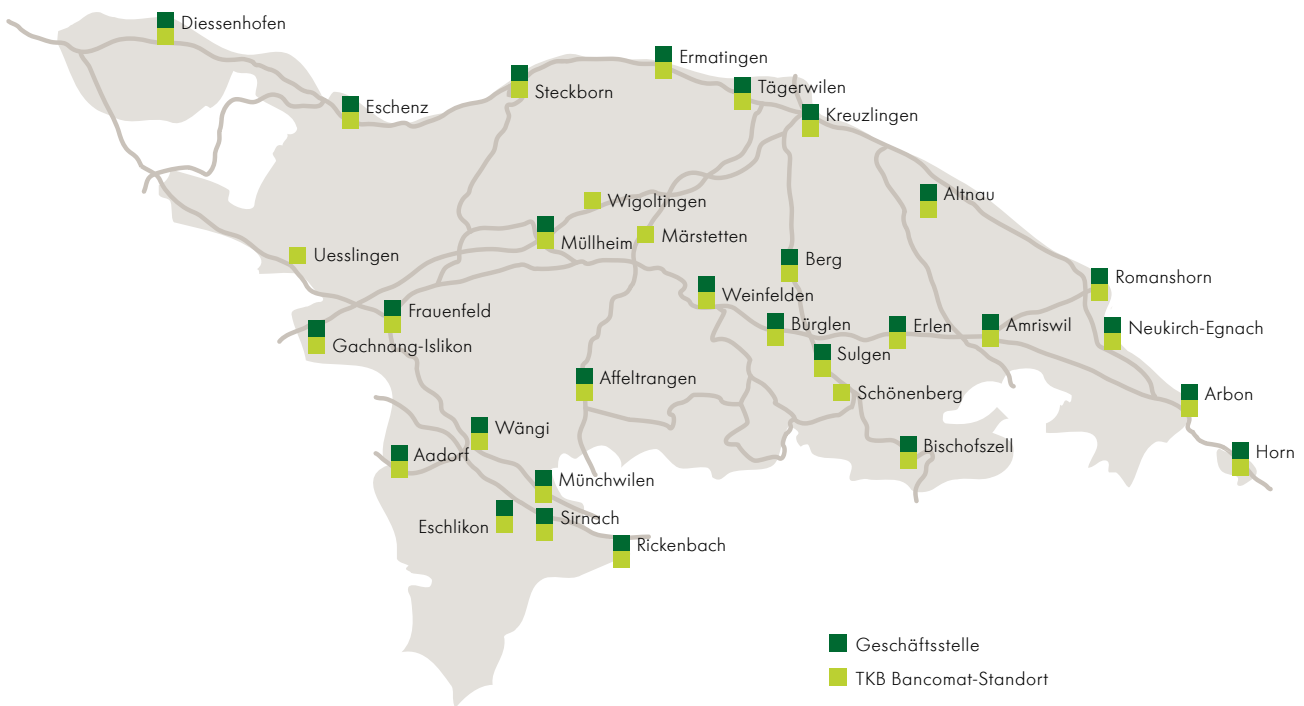 Diessenhofen
Ermatingen
Tägerwilen
Steckborn
Eschenz
Kreuzlingen
Altnau
Wigoltingen
Märstetten
Müllheim
Uesslingen
Berg
Romanshorn
Weinfelden
Frauenfeld
Bürglen
Erlen
Amriswil
Neukirch-Egnach
Gachnang-Islikon
Sulgen
Affeltrangen
Schönenberg
Arbon
Wängi
Bischofszell
Aadorf
Horn
Münchwilen
Sirnach
Eschlikon
Rickenbach
Geschäftsstelle
TKB Bancomat-Standort